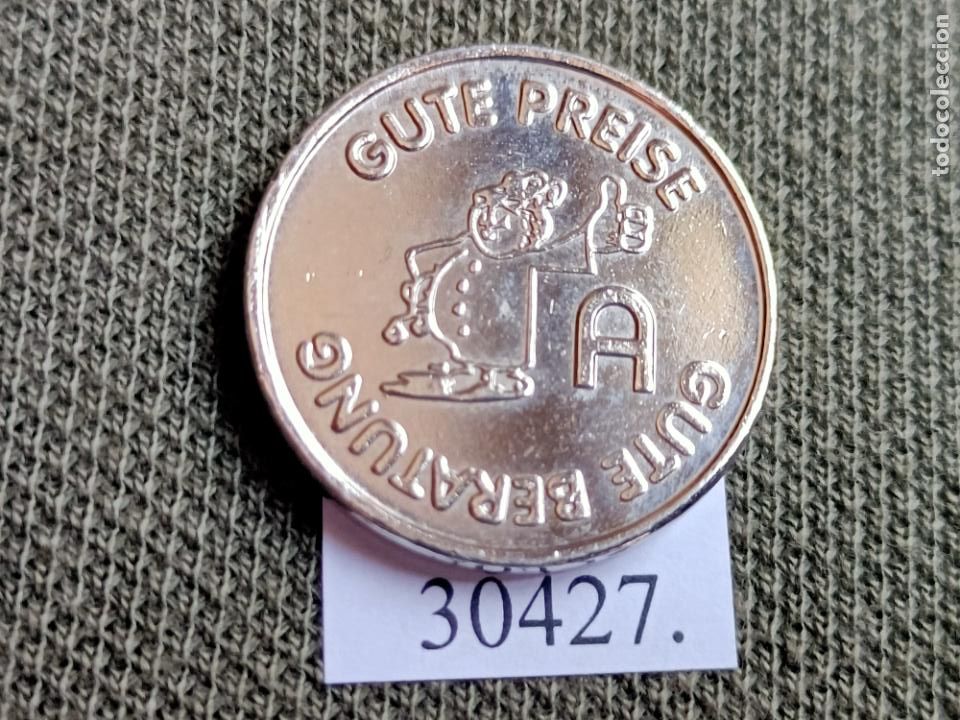 GUTE PREISE
A
GUTE BERATUNG
30427.
todocoleccion